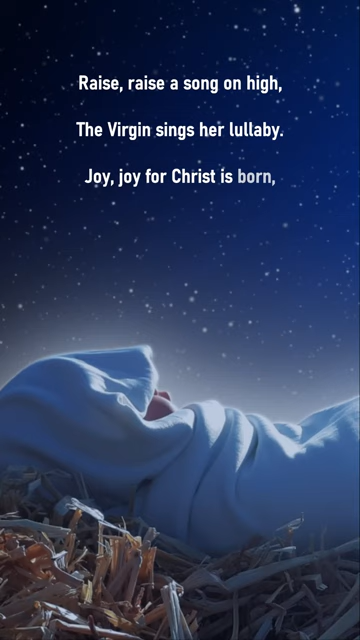 Raise, raise a song on high,
The Virgin sings her lullaby.
Joy, joy for Christ is born,